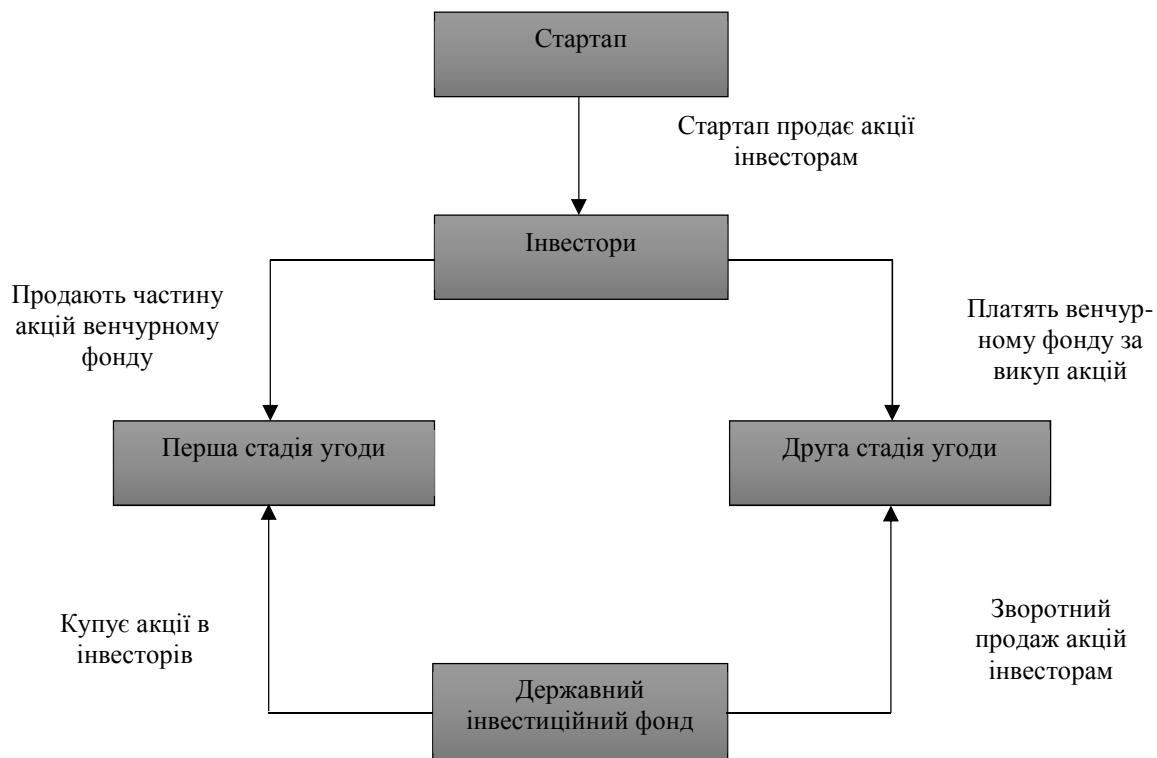 Стартап
Стартап продає акції
інвесторам
Інвестори
Продають частину
акцій венчурному
фонду
Платять венчур-
ному фонду за
викуп акцій
Перша стадія угоди
Друга стадія угоди
Купує акції в
інвесторів
Зворотний
продаж акцій
інвесторам
Державний
інвестиційний фонд